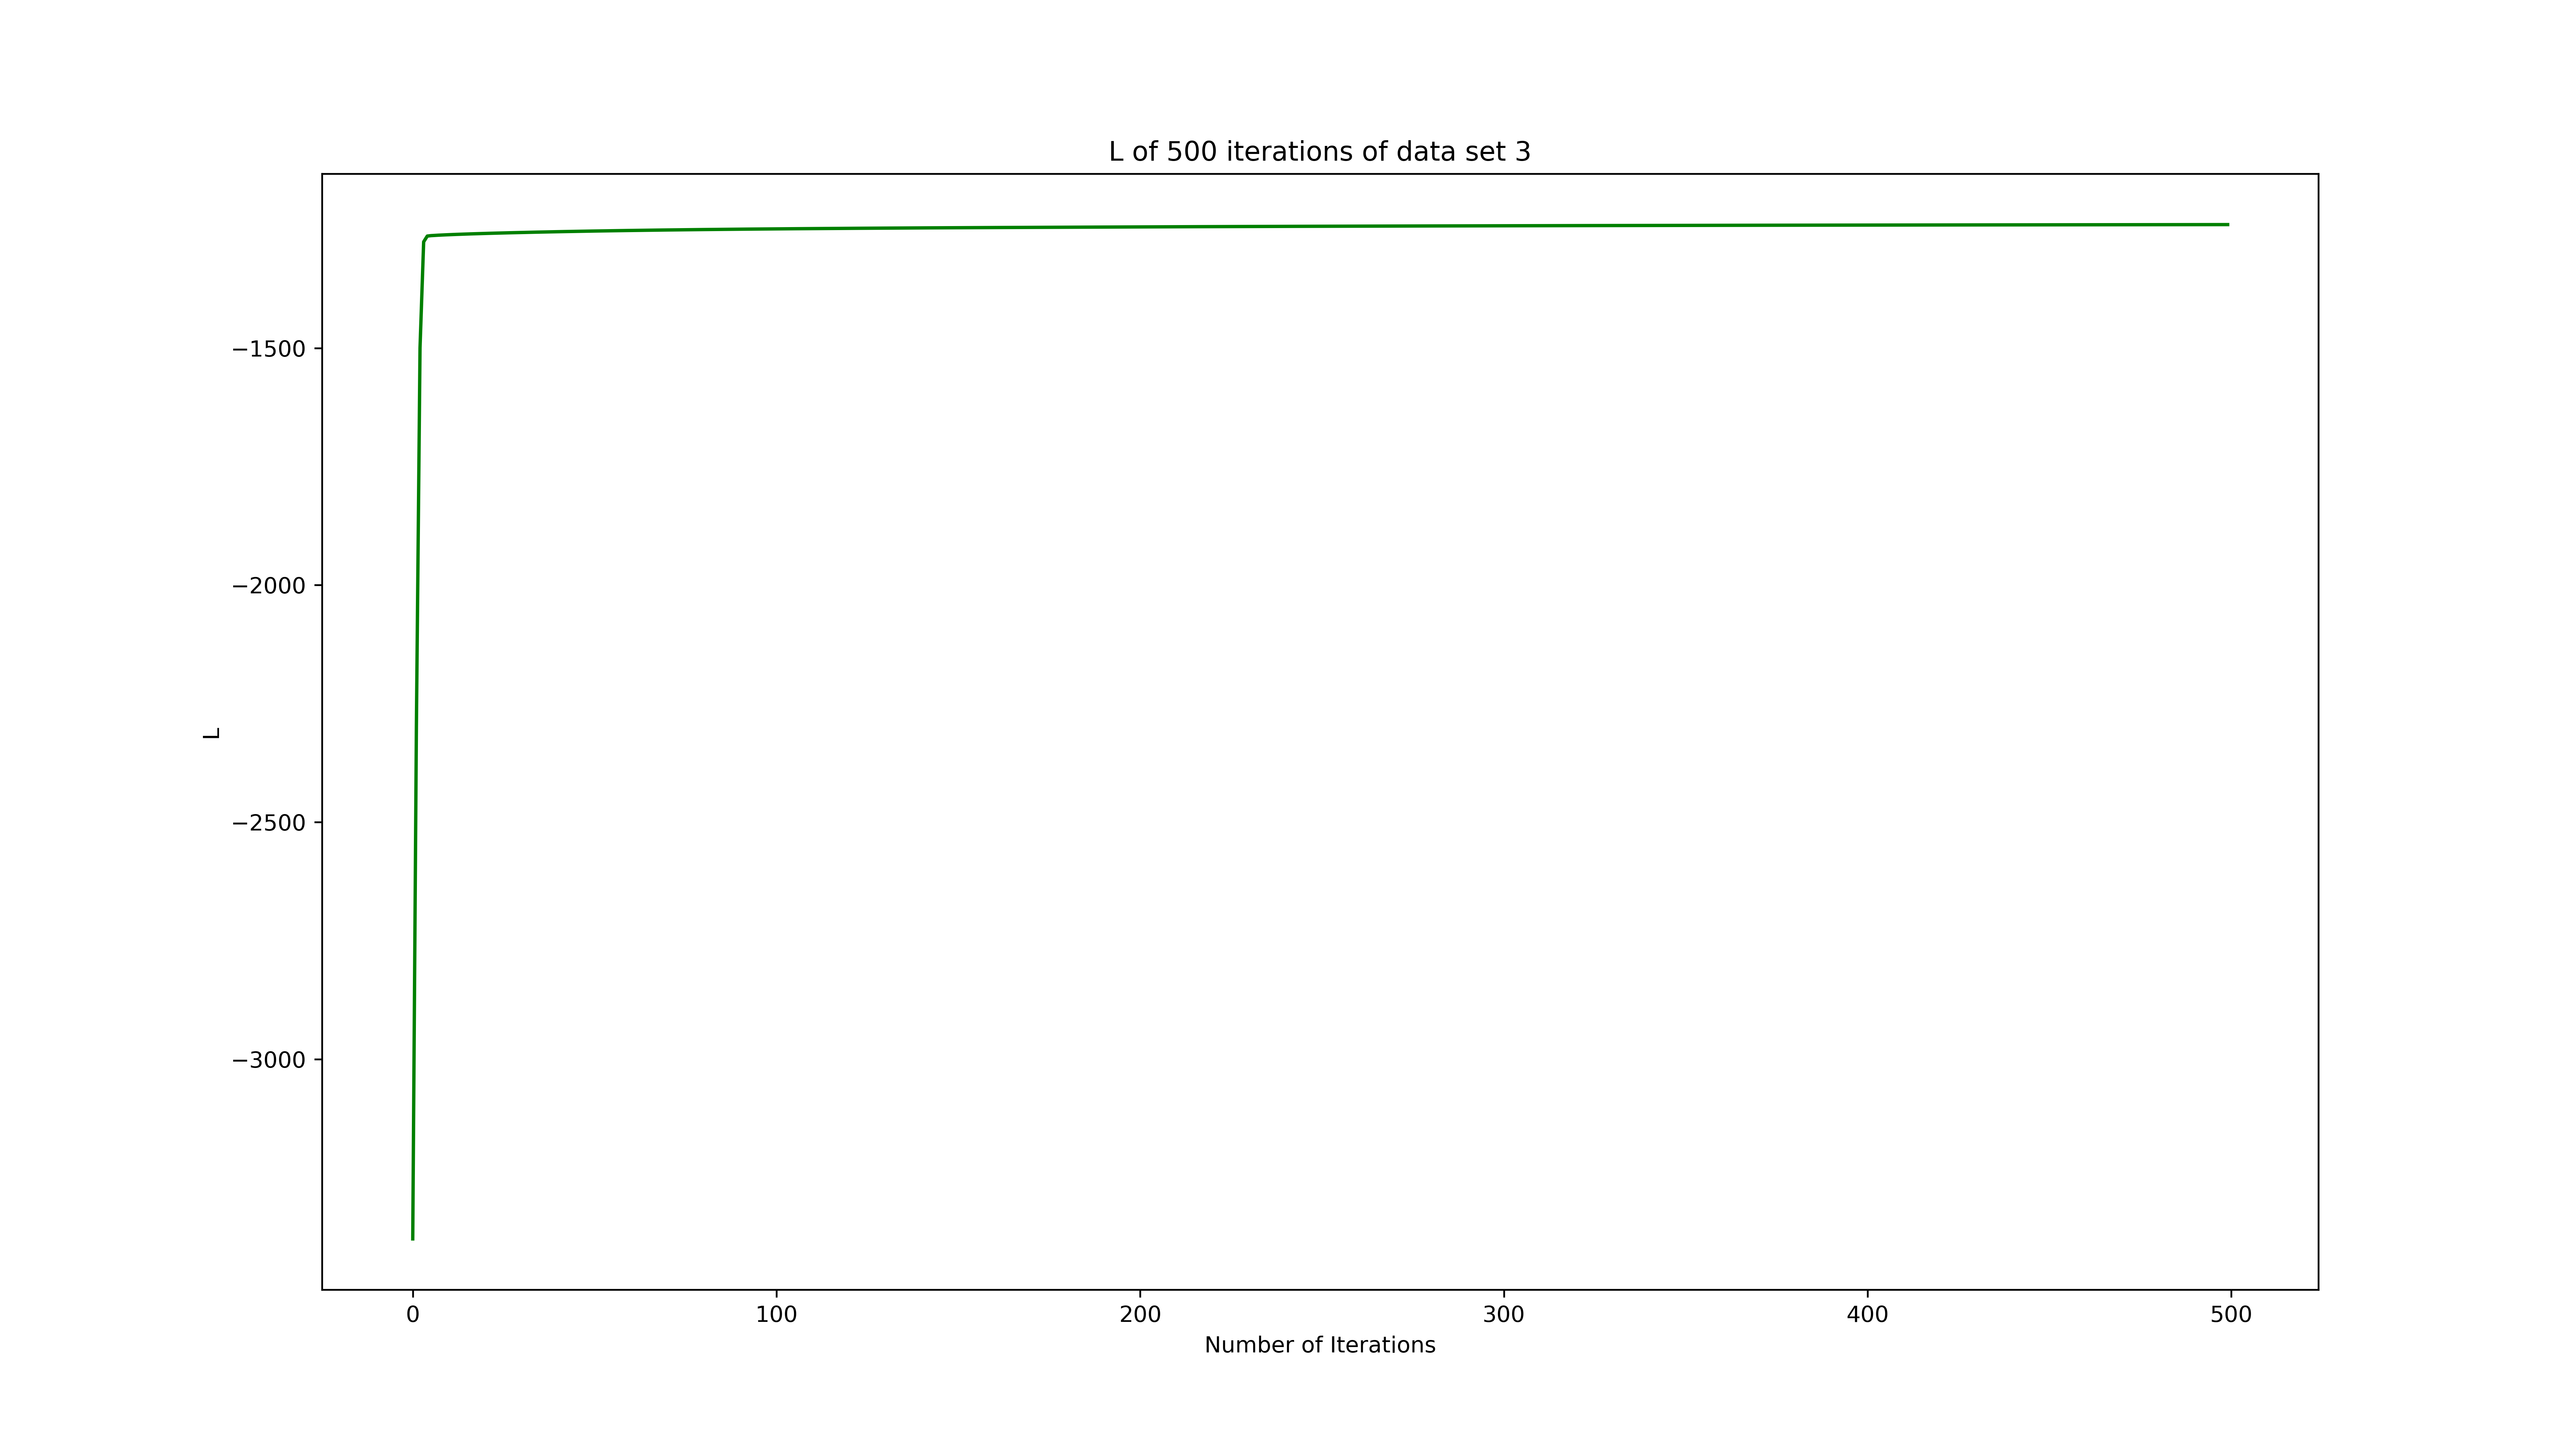 L of 500 iterations of data set 3
−1500
−2000
−2500
−3000
L
0 100 200 300 400 500
Number of Iterations